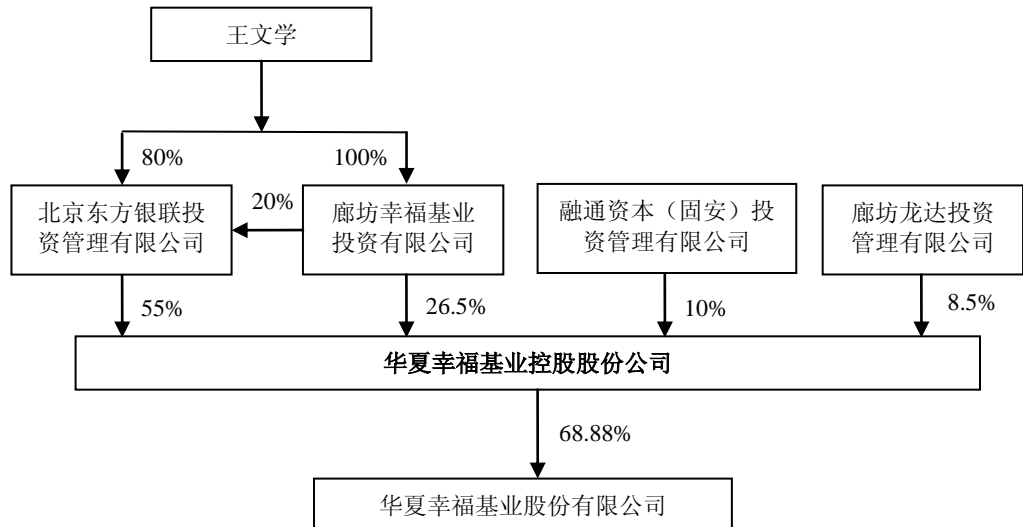 王文学
80%
100%
北京东方银联投
资管理有限公司
20%
廊坊幸福基业
投资有限公司
融通资本（固安）投
资管理有限公司
廊坊龙达投资
管理有限公司
55%
26.5%
10%
8.5%
华夏幸福基业控股股份公司
68.88%
华夏幸福基业股份有限公司